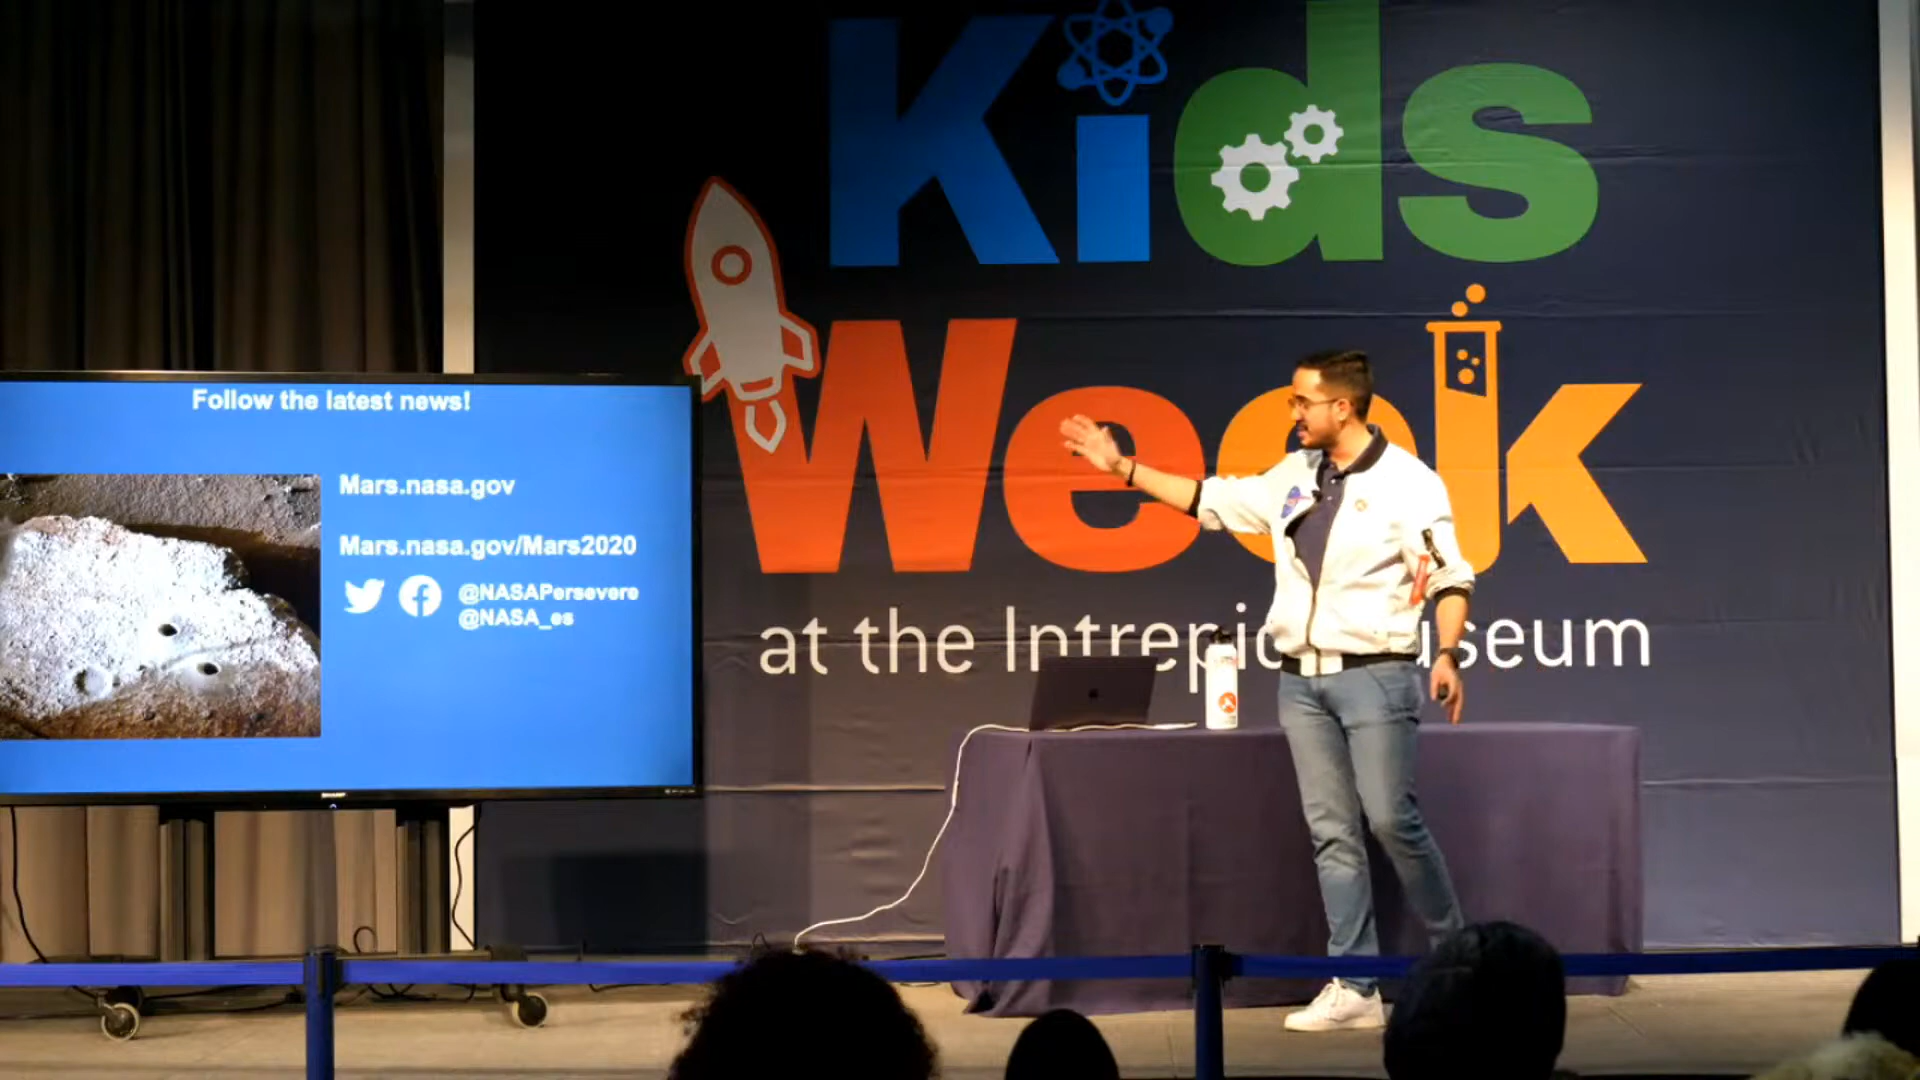 Kids
Week
at the Intrepid Museum
Follow the latest news!
Mars.nasa.gov
Mars.nasa.gov/Mars2020
@NASAPersevere
@NASA_es
SHARP